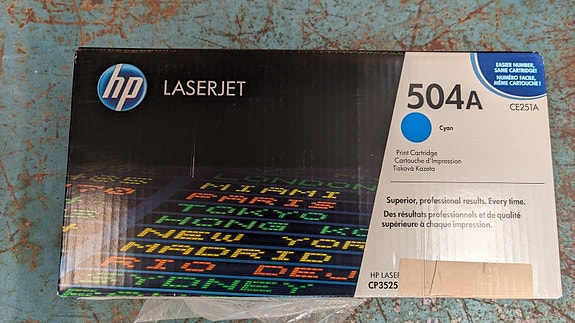 hp
LASERJET
EASIER NUMBER,
SAME CARTRIDGE!
NUMÉRO FACILE,
MÊME CARTOUCHE !
504A
CE251A
Cyan
Print Cartridge
Cartouche d'Impression
Tisková Kazeta
Superior, professional results. Every time.
Des résultats professionnels et de qualité
supérieure à chaque impression.
LONDON
MIAMI
PARIS
TOKYO
HONG KO
NEW YOR
MADRID
RIO DEJ
SYDNEY
HP LASER
CP3525